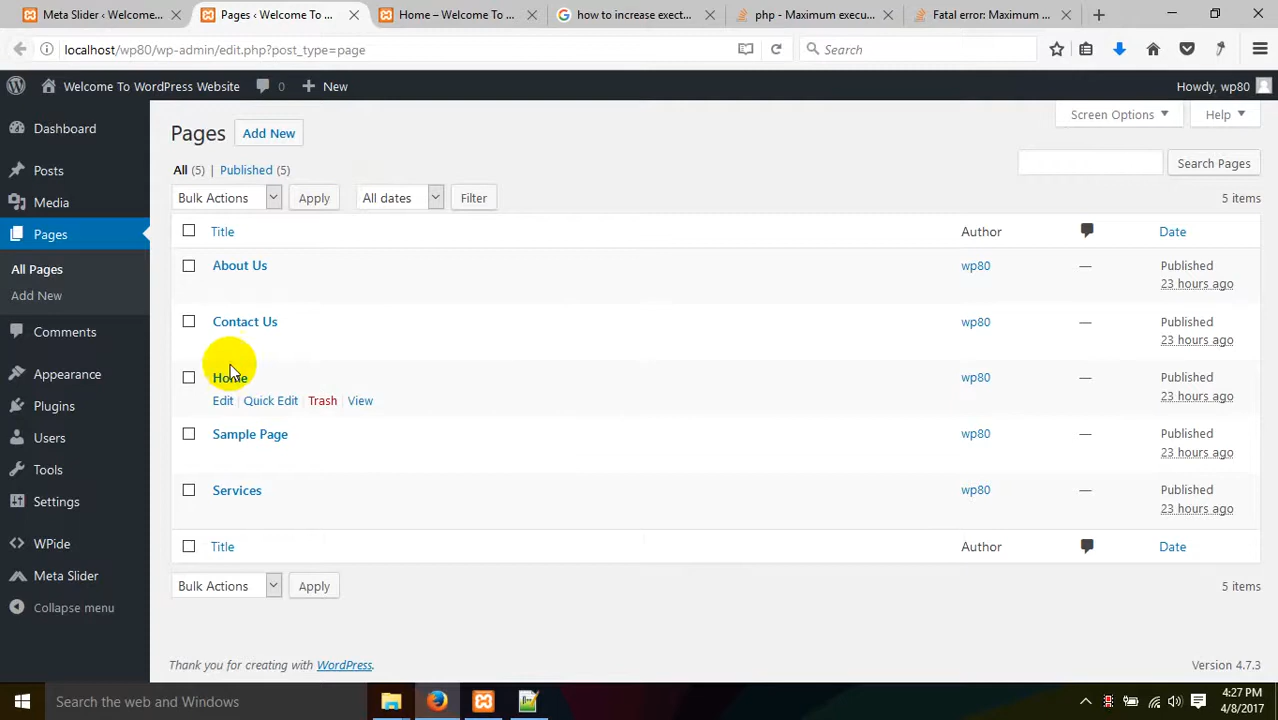 Meta Slider ‹ Welcome...
Pages ‹ Welcome To ...
Home – Welcome To ...
how to increase exect...
php - Maximum execu...
Fatal error: Maximum ...
localhost/wp80/wp-admin/edit.php?post_type=page
Search
Welcome To WordPress Website
0
New
Howdy, wp80
Dashboard
Posts
Media
Pages
All Pages
Add New
Comments
Appearance
Plugins
Users
Tools
Settings
WPide
Meta Slider
Collapse menu
Screen Options
Help
Pages
Add New
All (5) | Published (5)
Search Pages
Bulk Actions
Apply
All dates
Filter
5 items
Title
Author
Date
About Us
wp80
—
Published
23 hours ago
Contact Us
wp80
—
Published
23 hours ago
Home
wp80
—
Published
23 hours ago
Edit | Quick Edit | Trash | View
Sample Page
wp80
—
Published
23 hours ago
Services
wp80
—
Published
23 hours ago
Title
Author
Date
Bulk Actions
Apply
5 items
Thank you for creating with WordPress.
Version 4.7.3
Search the web and Windows
4:27 PM
4/8/2017